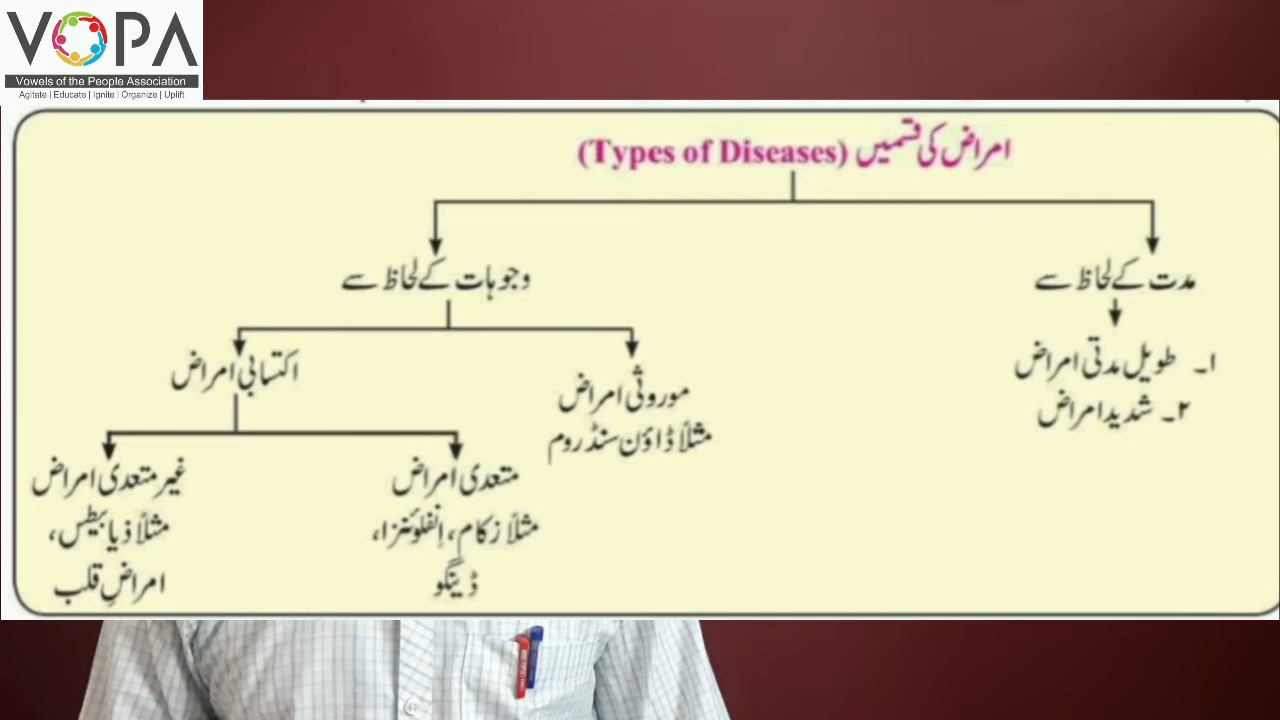 VOPA
Vowels of the People Association
Agitate | Educate | Ignite | Organize | Uplift
امراض کی قسمیں (Types of Diseases)
مدت کے لحاظ سے
۱۔ طویل مدتی امراض
۲۔ شدید امراض
وجوہات کے لحاظ سے
موروثی امراض
مثلاً ڈاؤن سنڈروم
اکتسابی امراض
متعدی امراض
مثلاً زکام، اِنفلوئنزا،
ڈینگو
غیر متعدی امراض
مثلاً ذیابیطس،
امراضِ قلب